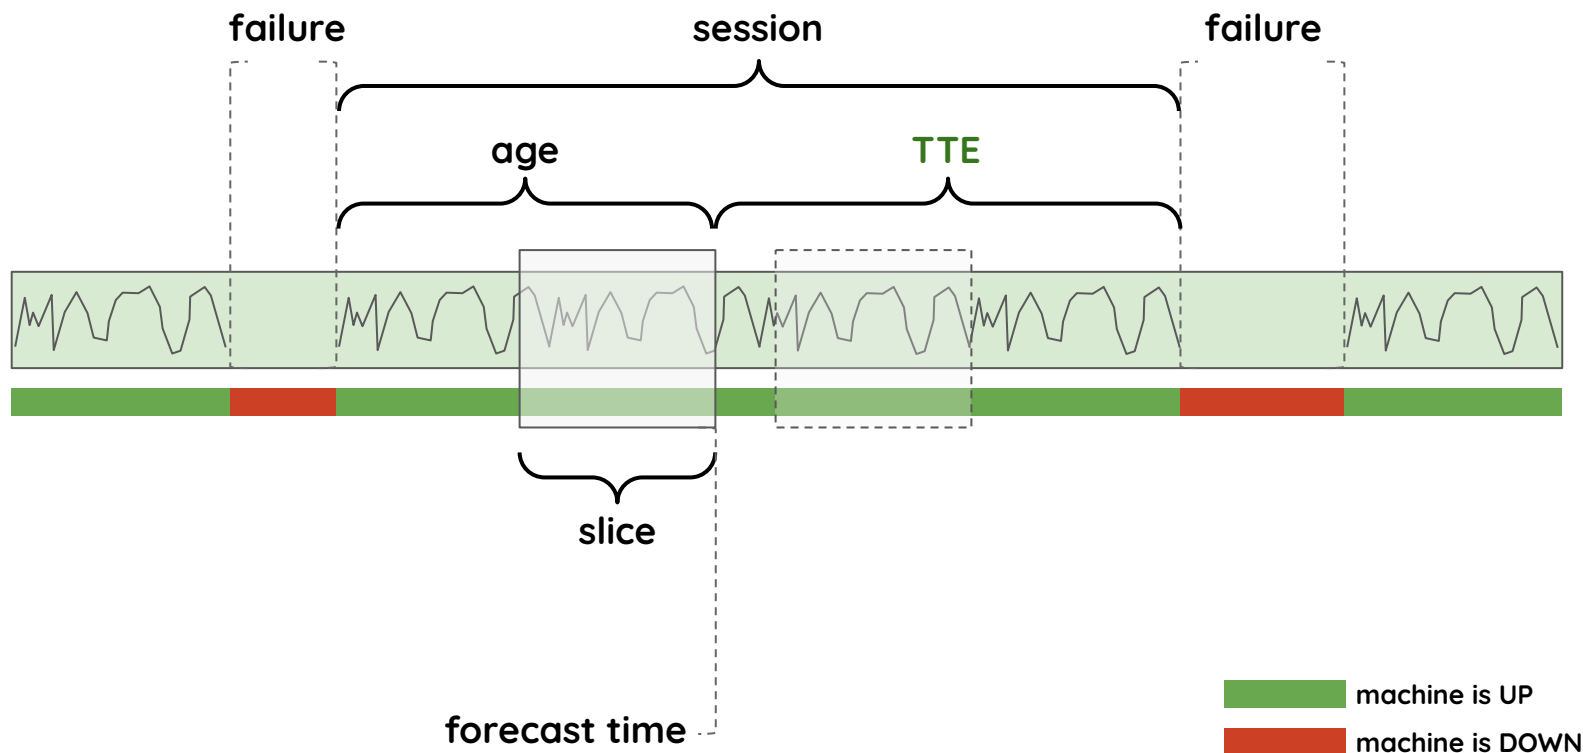 failure
session
failure
age
TTE
slice
forecast time
machine is UP
machine is DOWN